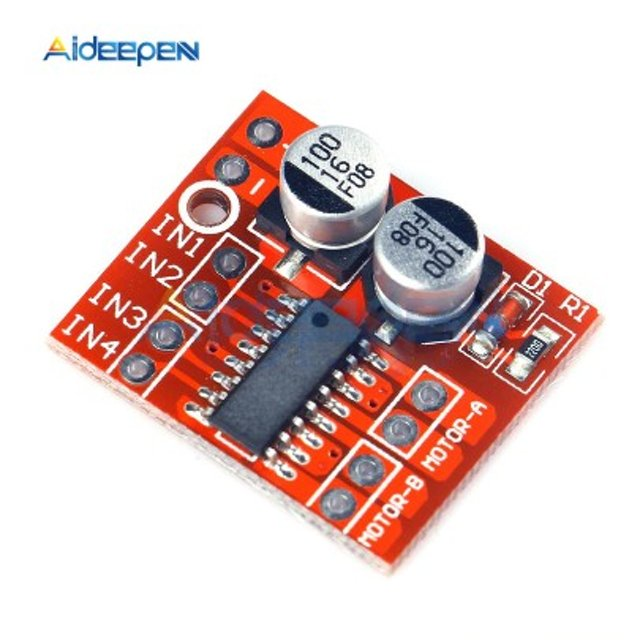 Aideepen
100
16
F08
100
16
F08
IN1
IN2
IN3
IN4
D1
R1
MOTOR-A
MOTOR-B